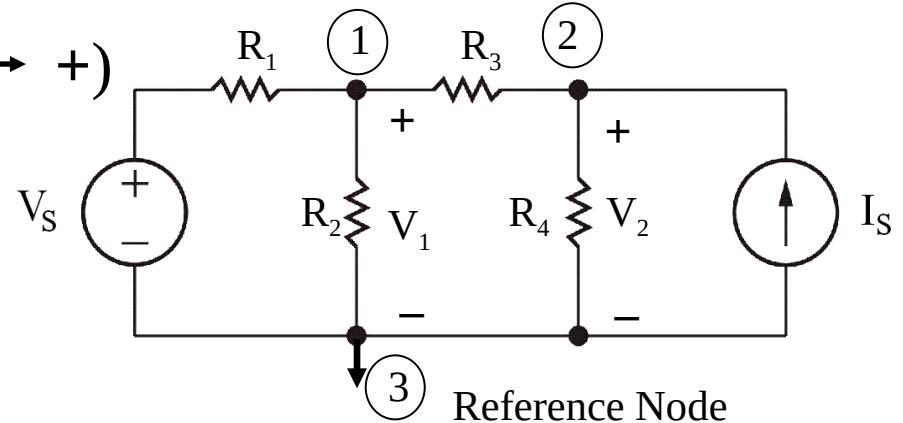 +)
R1
1
R3
2
+
+
VS
+
−
R2
V1
R4
V2
IS
−
−
3
Reference Node